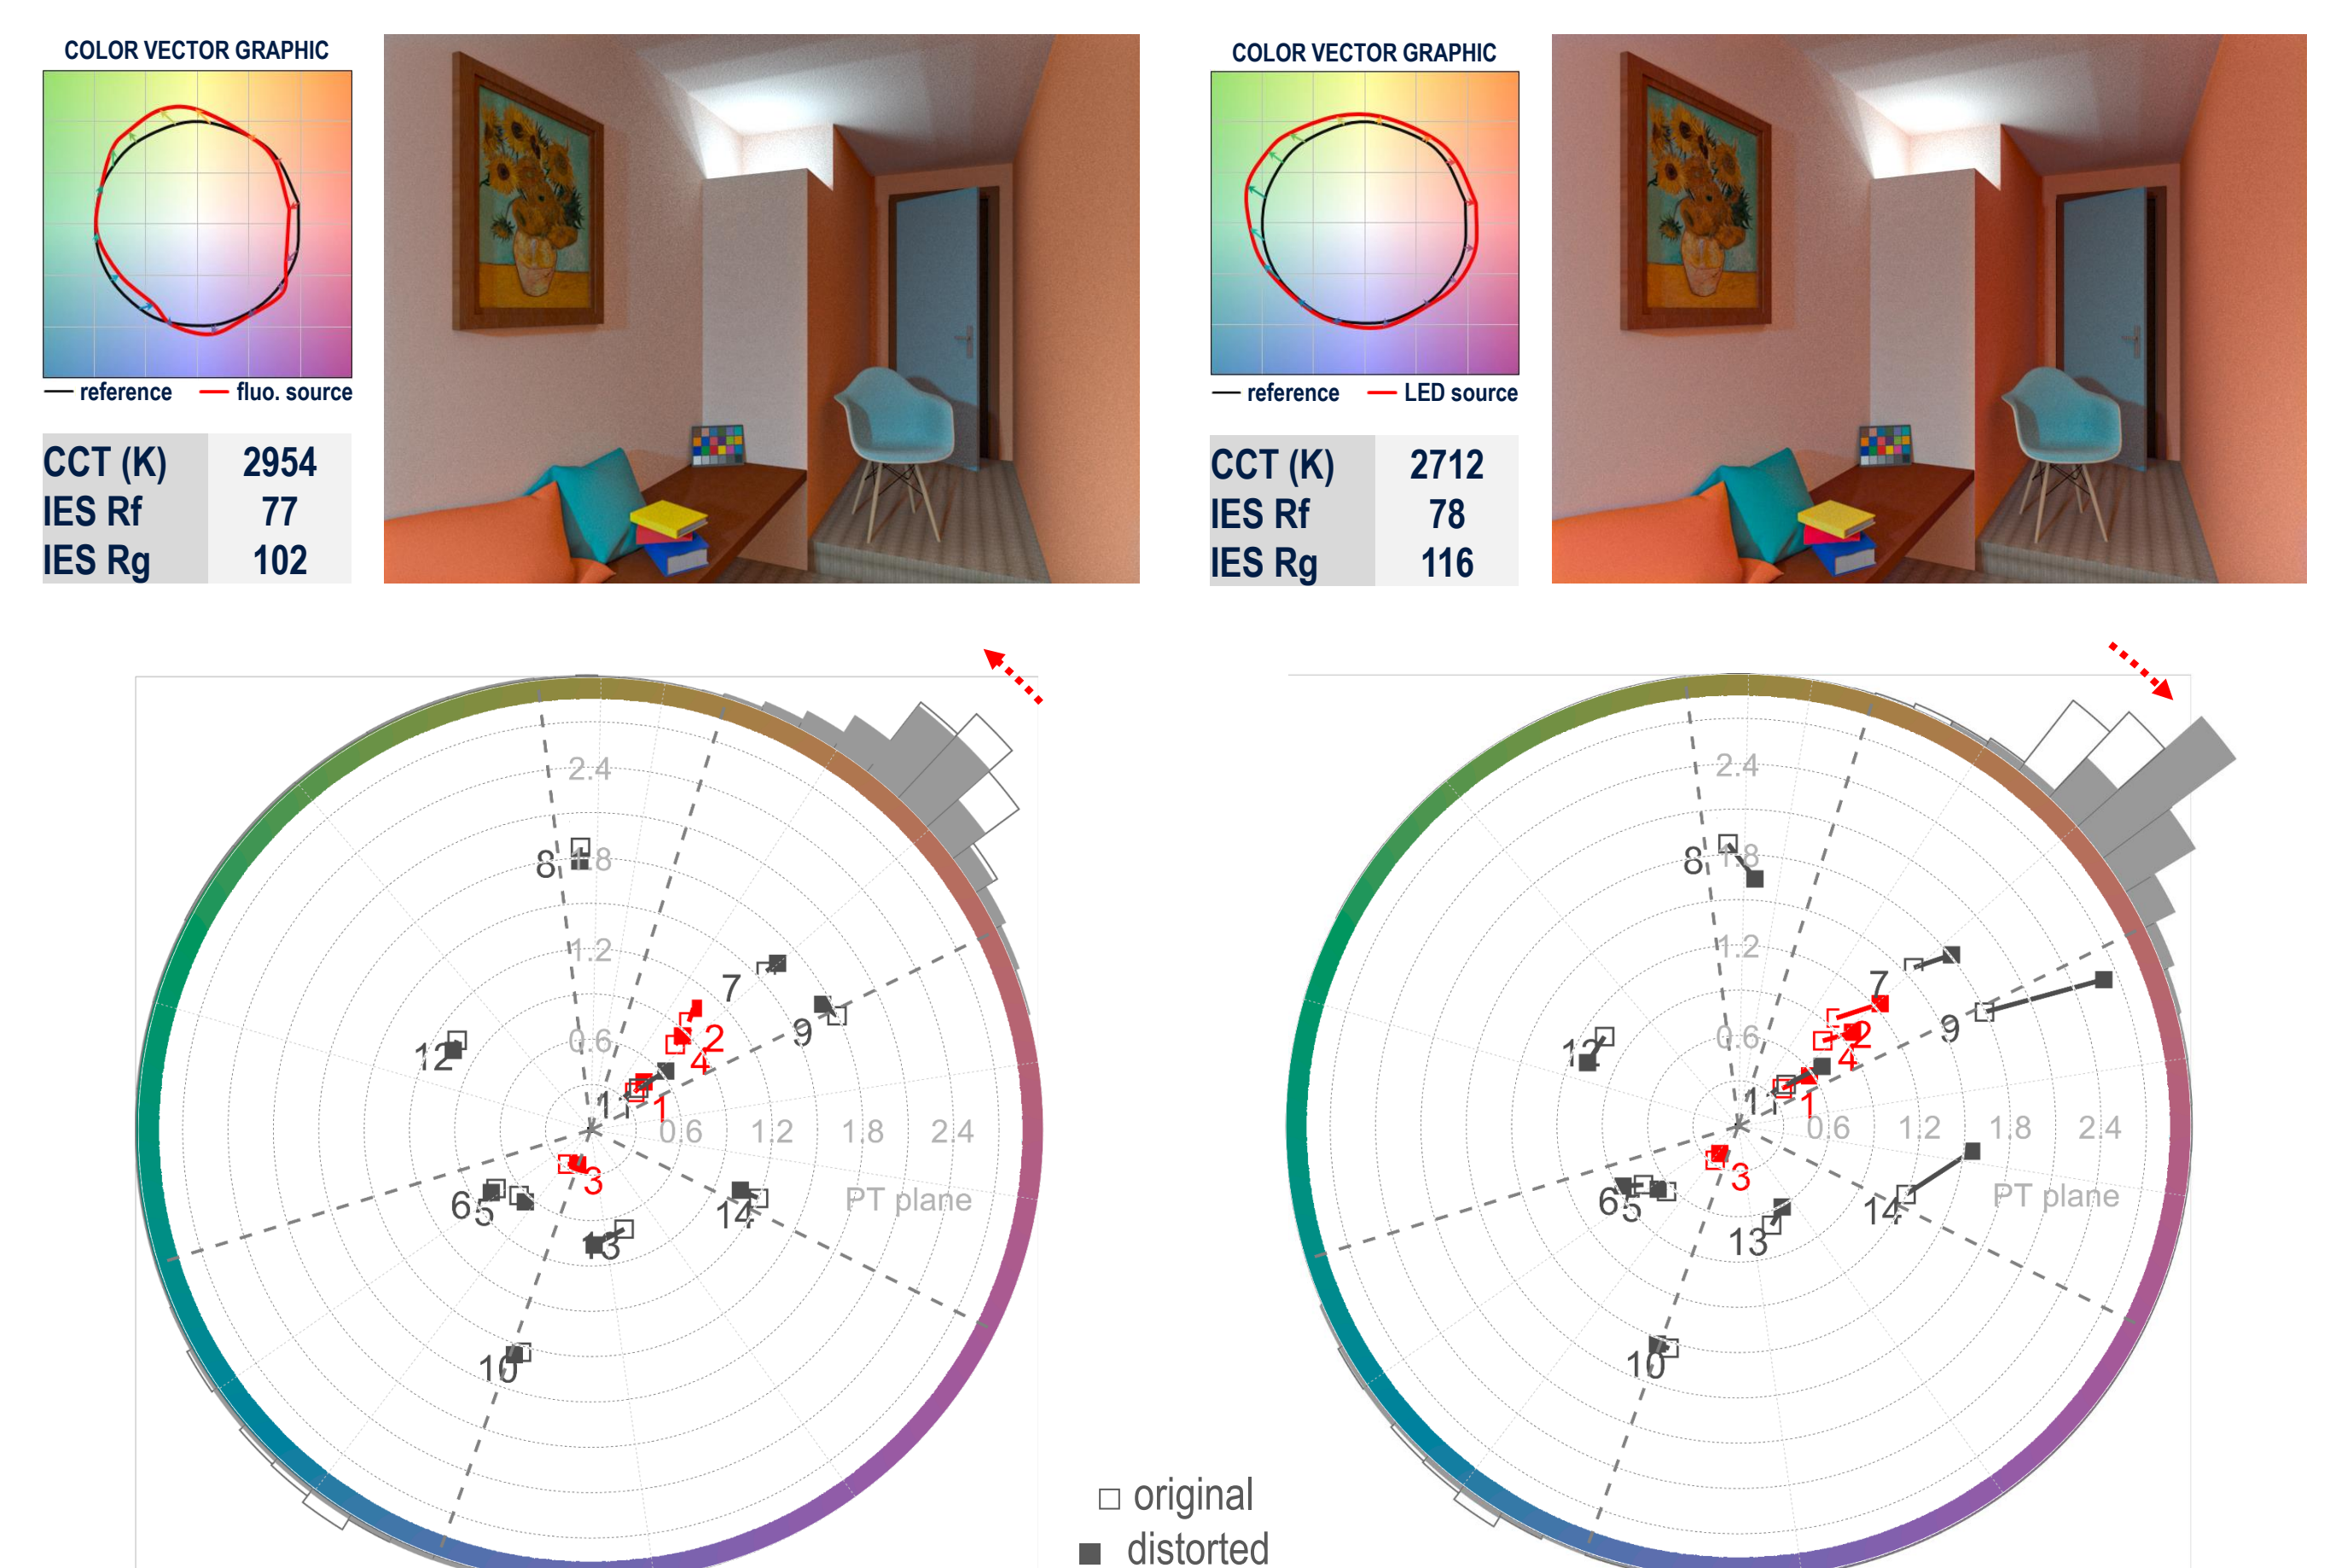 COLOR VECTOR GRAPHIC
reference fluo. source
CCT (K) 2954
IES Rf 77
IES Rg 102
COLOR VECTOR GRAPHIC
reference LED source
CCT (K) 2712
IES Rf 78
IES Rg 116
2.4
8 1.8
1.2
7
9
2
0.6
4
12
11 1
0.6 1.2 1.8 2.4
3
PT plane
6 5
14
13
10
2.4
8 1.8
1.2
7
9
2
0.6
4
12
11 1
0.6 1.2 1.8 2.4
3
PT plane
6 5
14
13
10
original
distorted